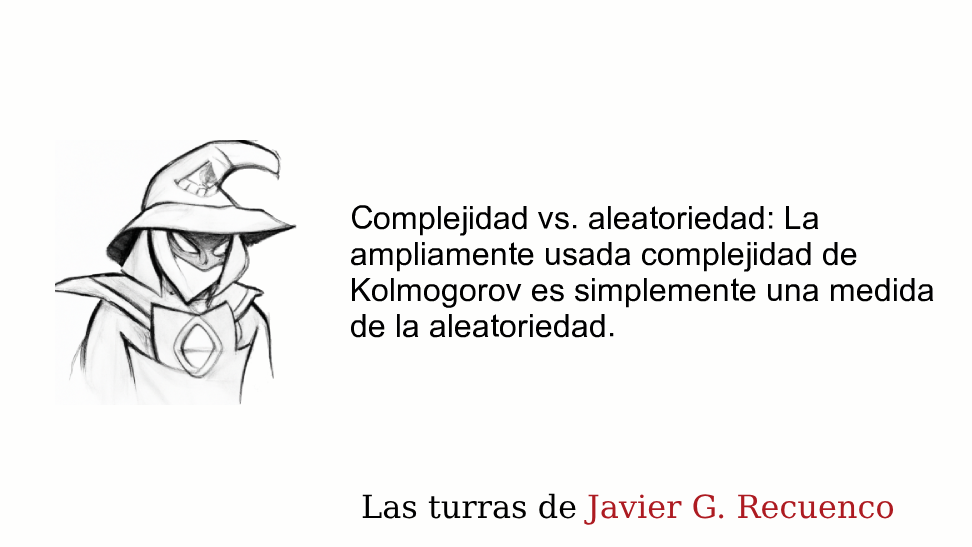 Complejidad vs. aleatoriedad: La
ampliamente usada complejidad de
Kolmogorov es simplemente una medida
de la aleatoriedad.
Las turras de Javier G. Recuenco